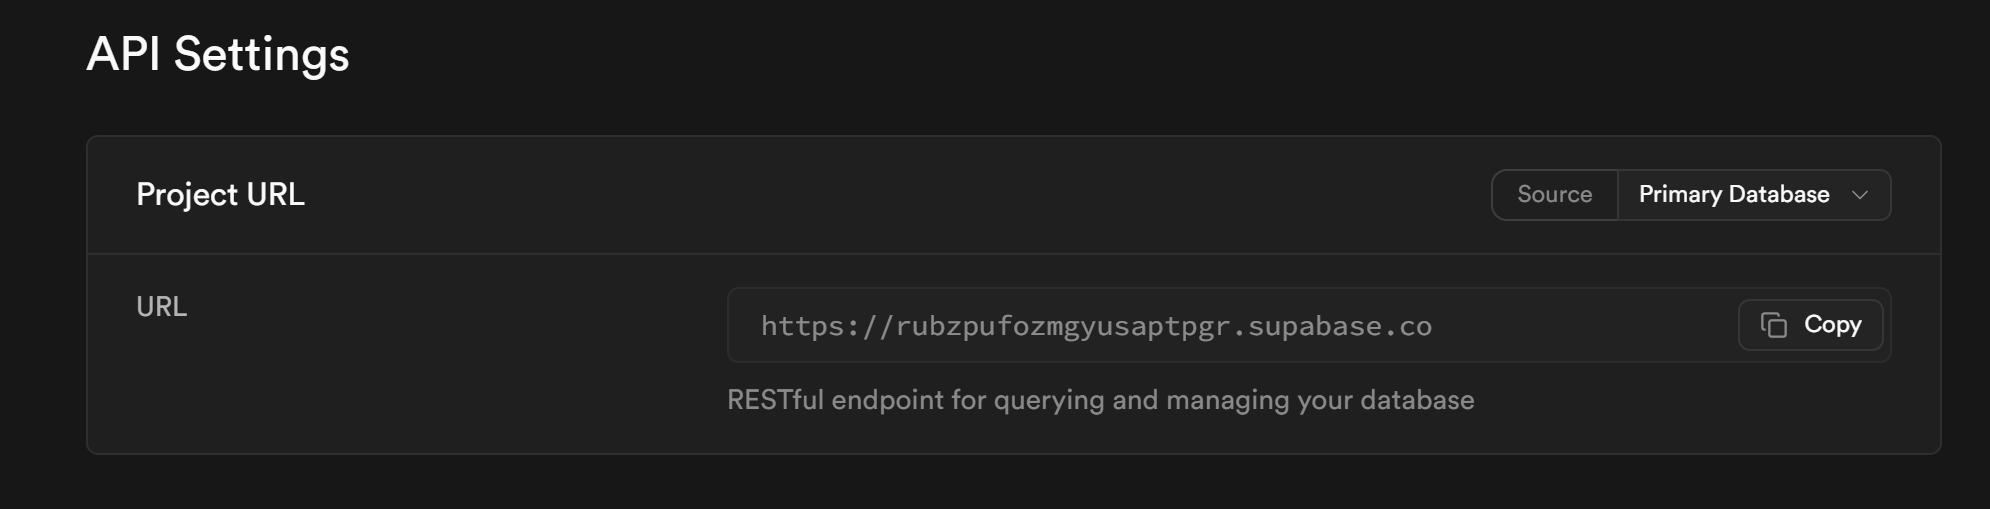 API Settings
Project URL
Source Primary Database
URL
https://rubzpufozmgyusaptpgr.supabase.co
Copy
RESTful endpoint for querying and managing your database